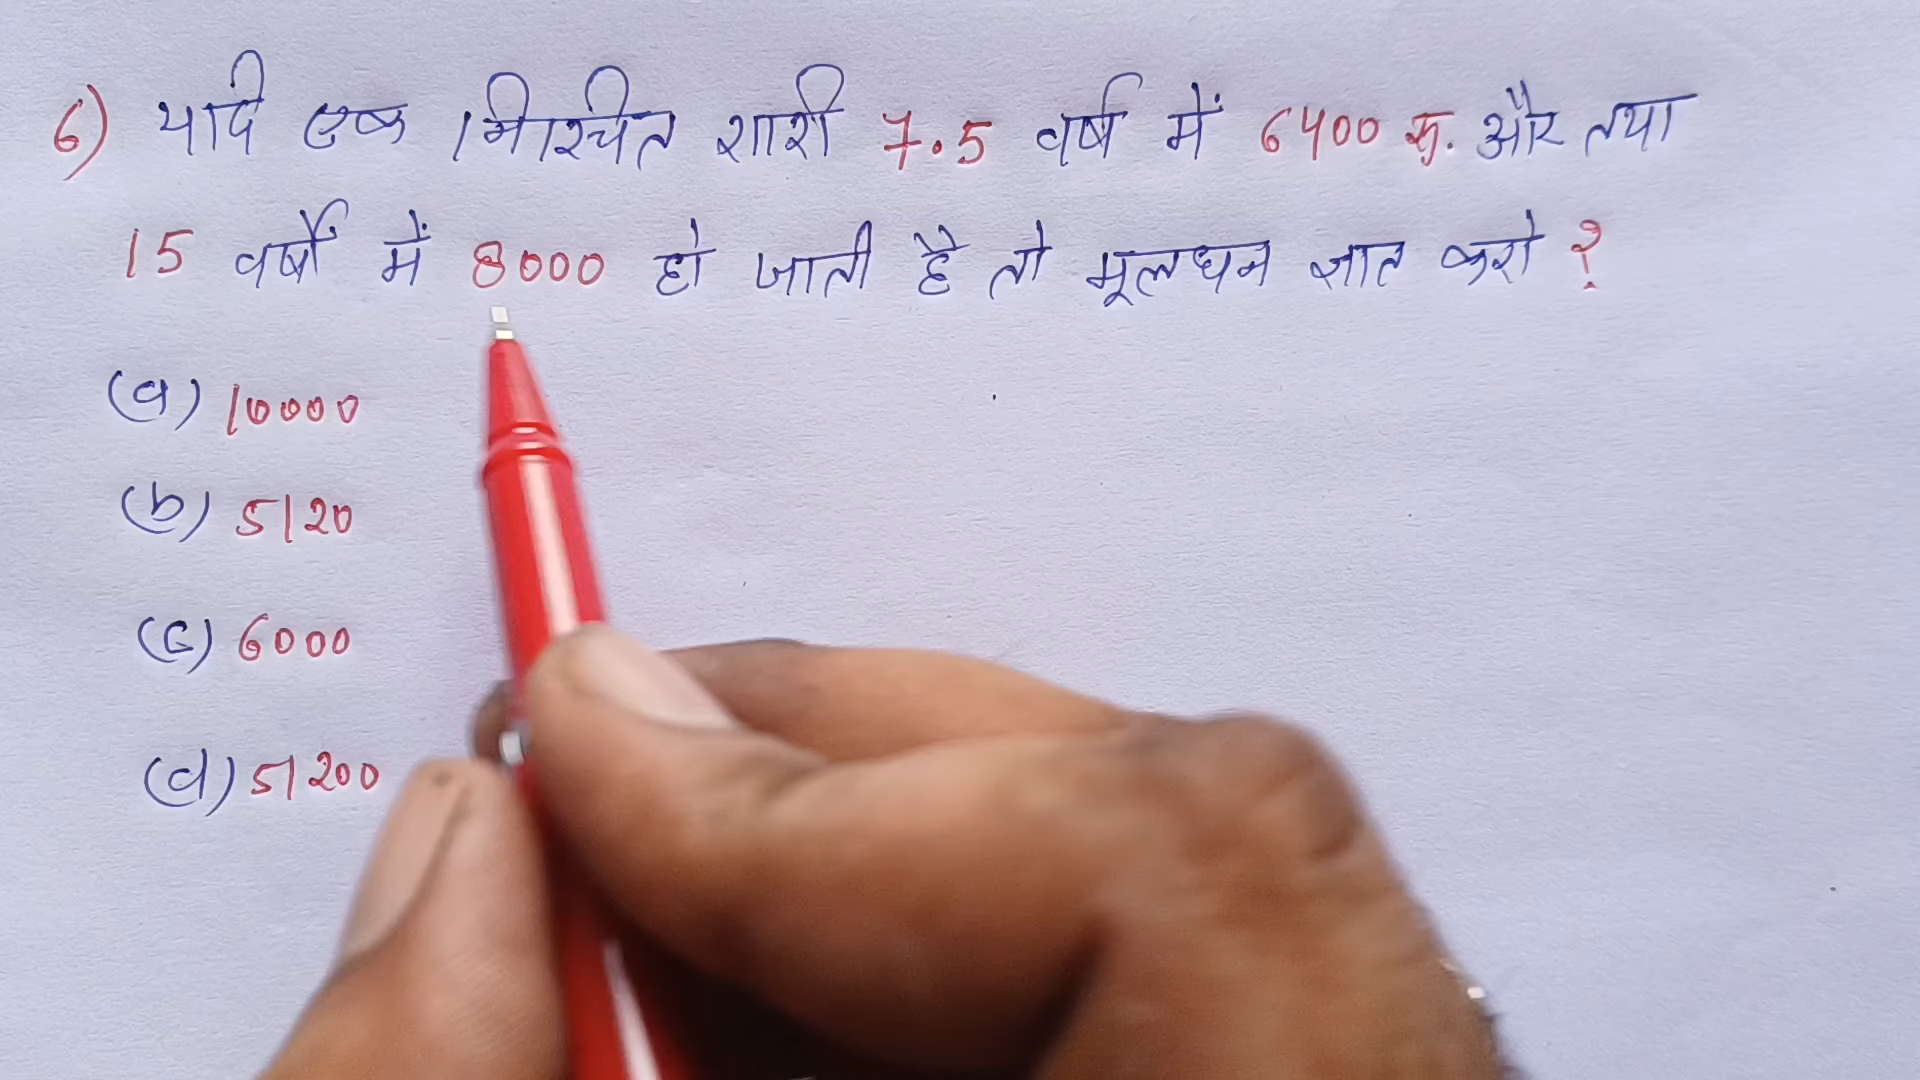 6) यदि एक निश्चित राशी 7.5 वर्ष में 6400 रु. और तथा
15 वर्षों में 8000 हो जाती है तो मूलधन ज्ञात करो ?
(a) 10000
(b) 5120
(c) 6000
(d) 51200